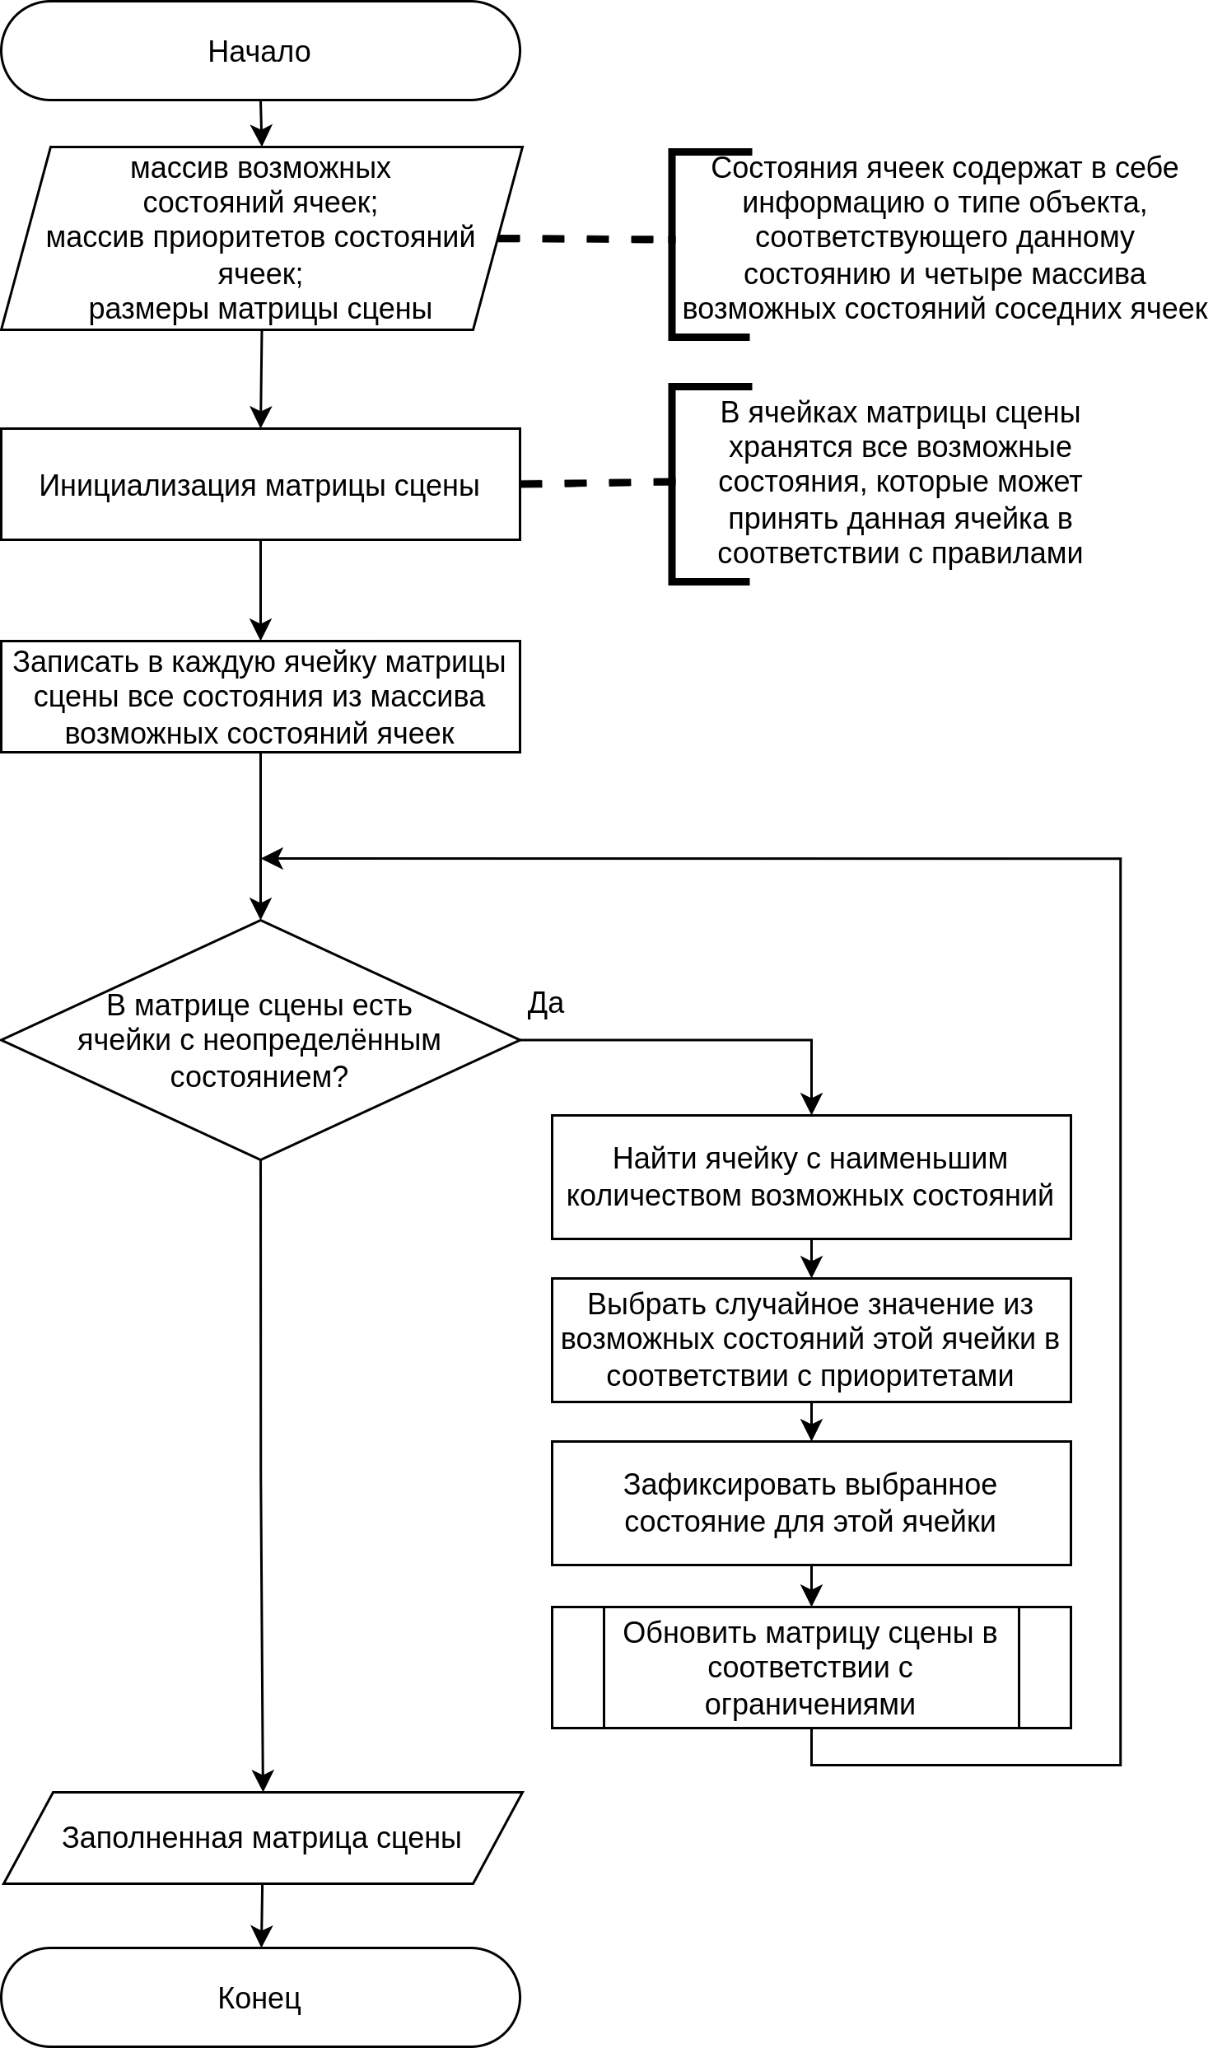 Начало
массив возможных
состояний ячеек;
массив приоритетов состояний
ячеек;
размеры матрицы сцены
Состояния ячеек содержат в себе
информацию о типе объекта,
соответствующего данному
состоянию и четыре массива
возможных состояний соседних ячеек
Инициализация матрицы сцены
В ячейках матрицы сцены
хранятся все возможные
состояния, которые может
принять данная ячейка в
соответствии с правилами
Записать в каждую ячейку матрицы
сцены все состояния из массива
возможных состояний ячеек
В матрице сцены есть
ячейки с неопределённым
состоянием?
Да
Найти ячейку с наименьшим
количеством возможных состояний
Выбрать случайное значение из
возможных состояний этой ячейки в
соответствии с приоритетами
Зафиксировать выбранное
состояние для этой ячейки
Обновить матрицу сцены в
соответствии с
ограничениями
Заполненная матрица сцены
Конец